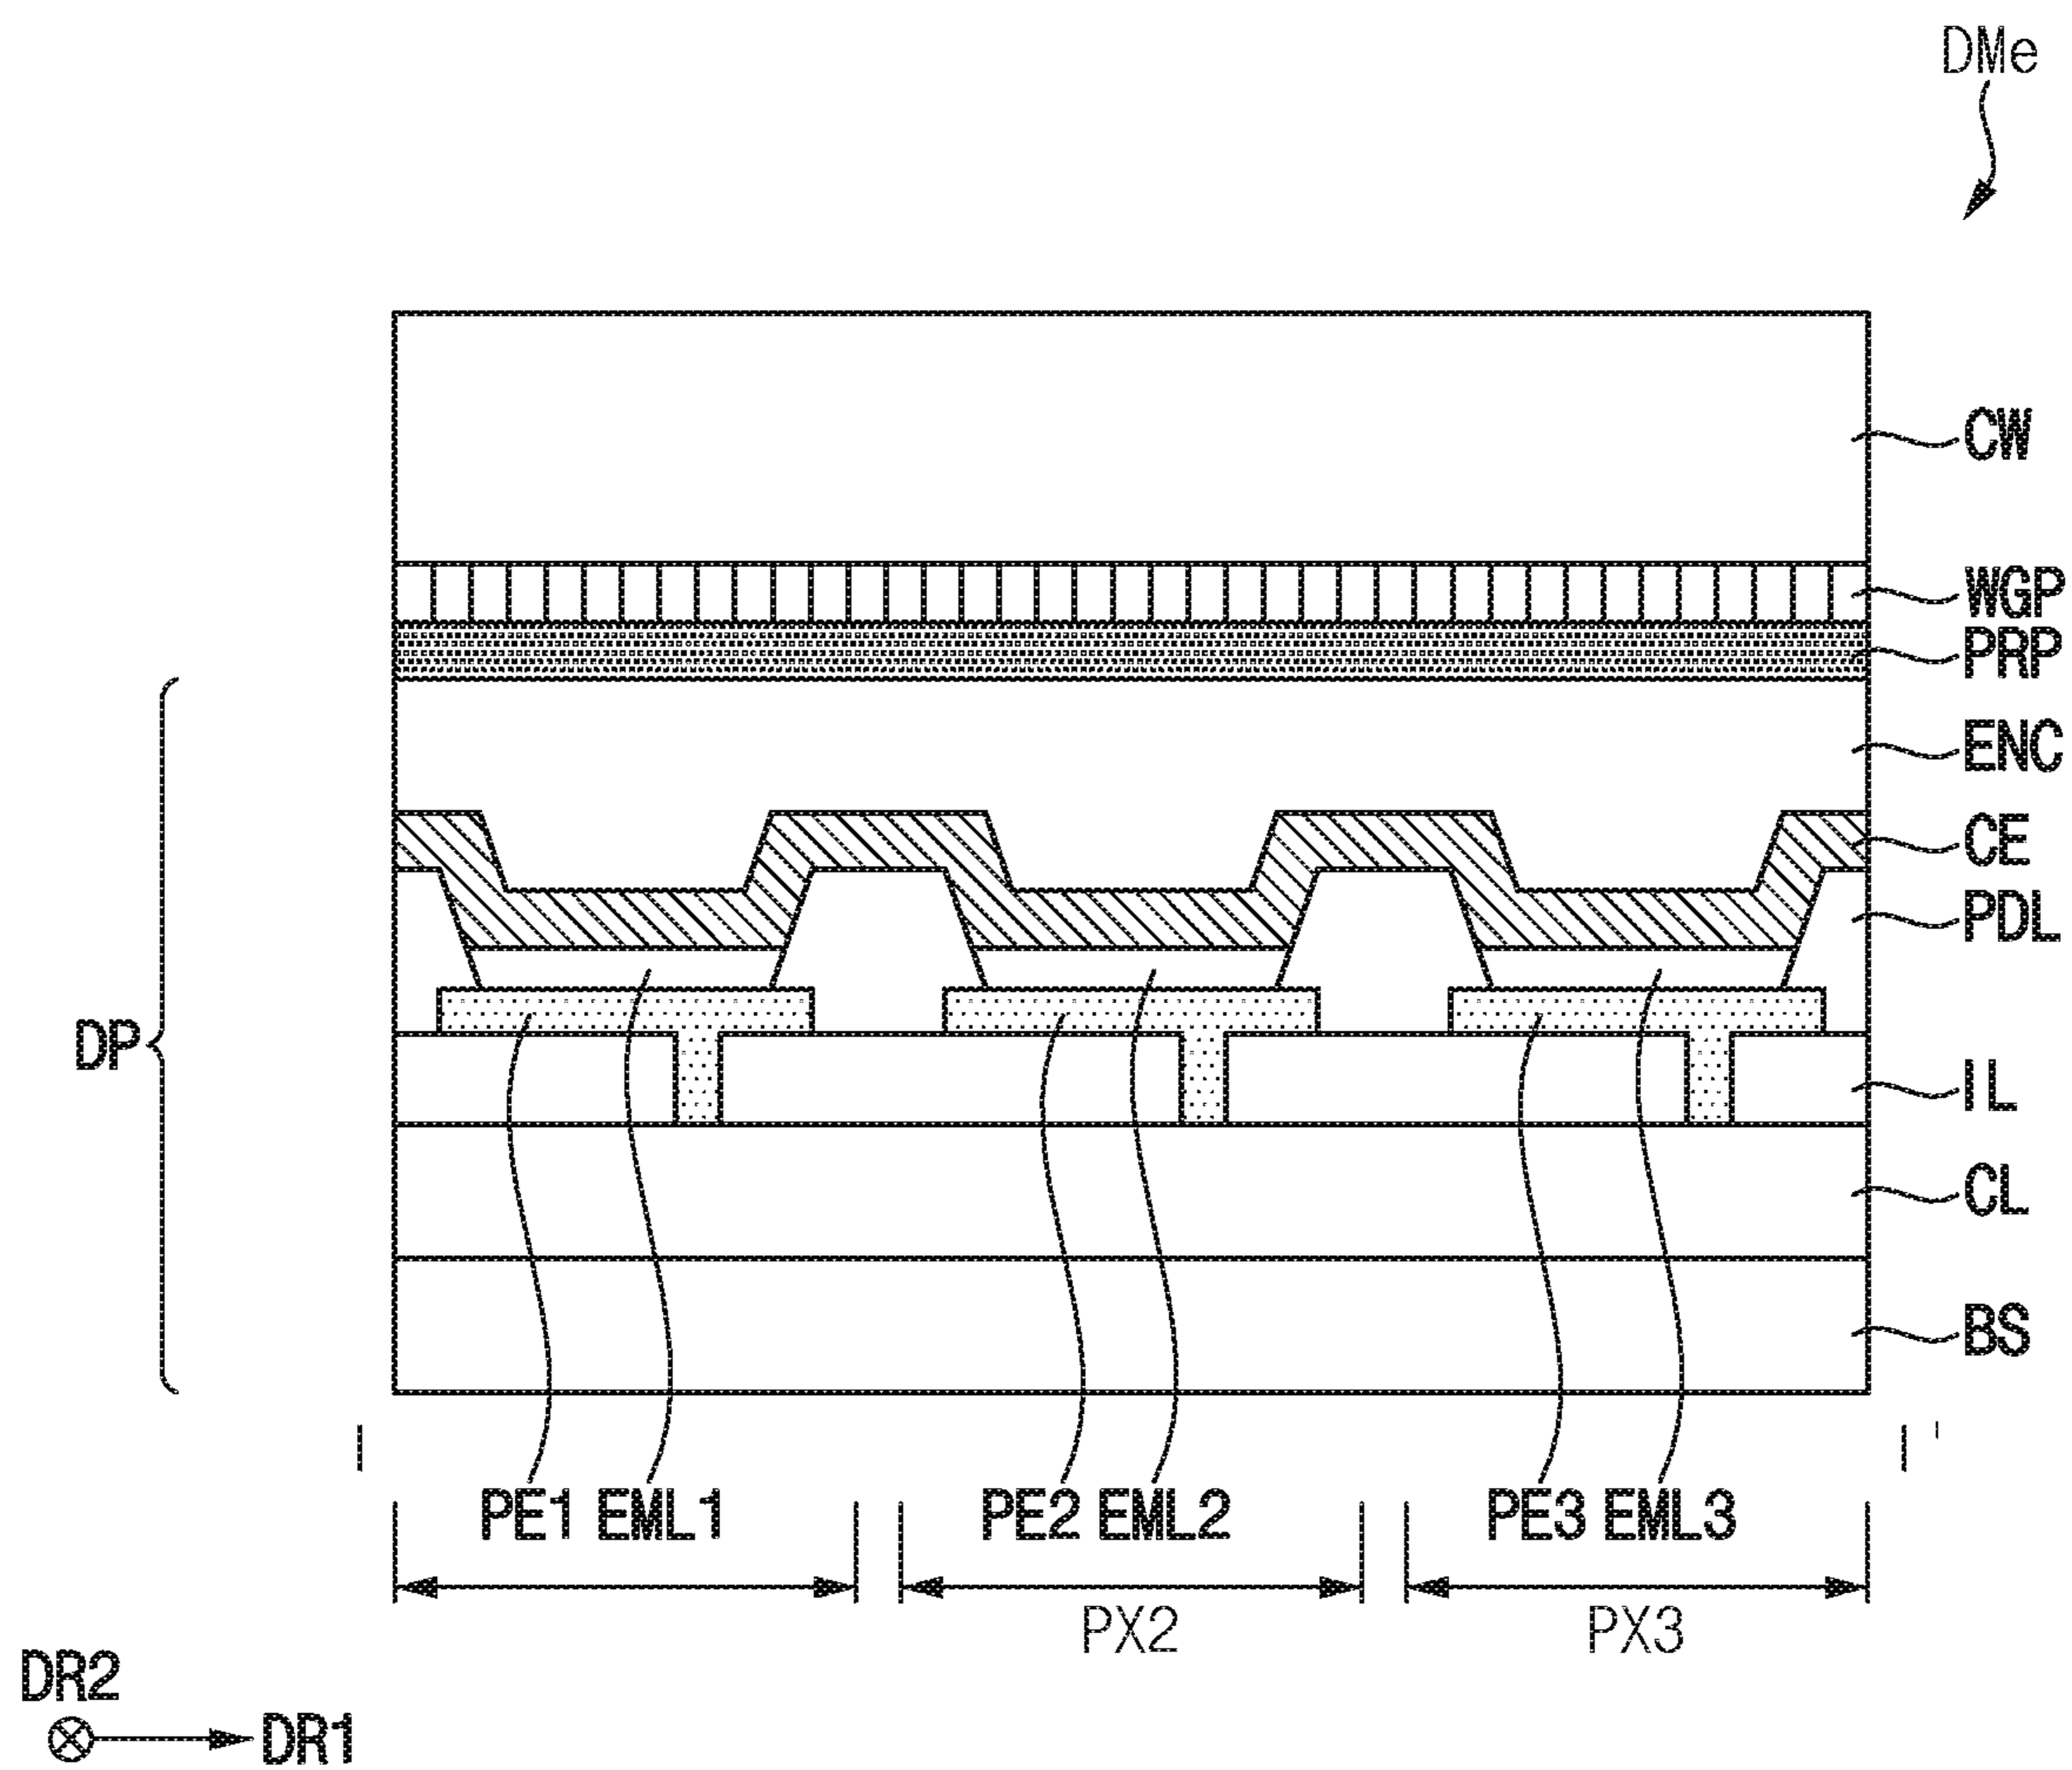 DMe
CW
WGP
PRP
ENC
CE
PDL
DP
IL
CL
BS
I I'
PE1 EML1 PE2 EML2 PE3 EML3
PX2 PX3
DR2
DR1